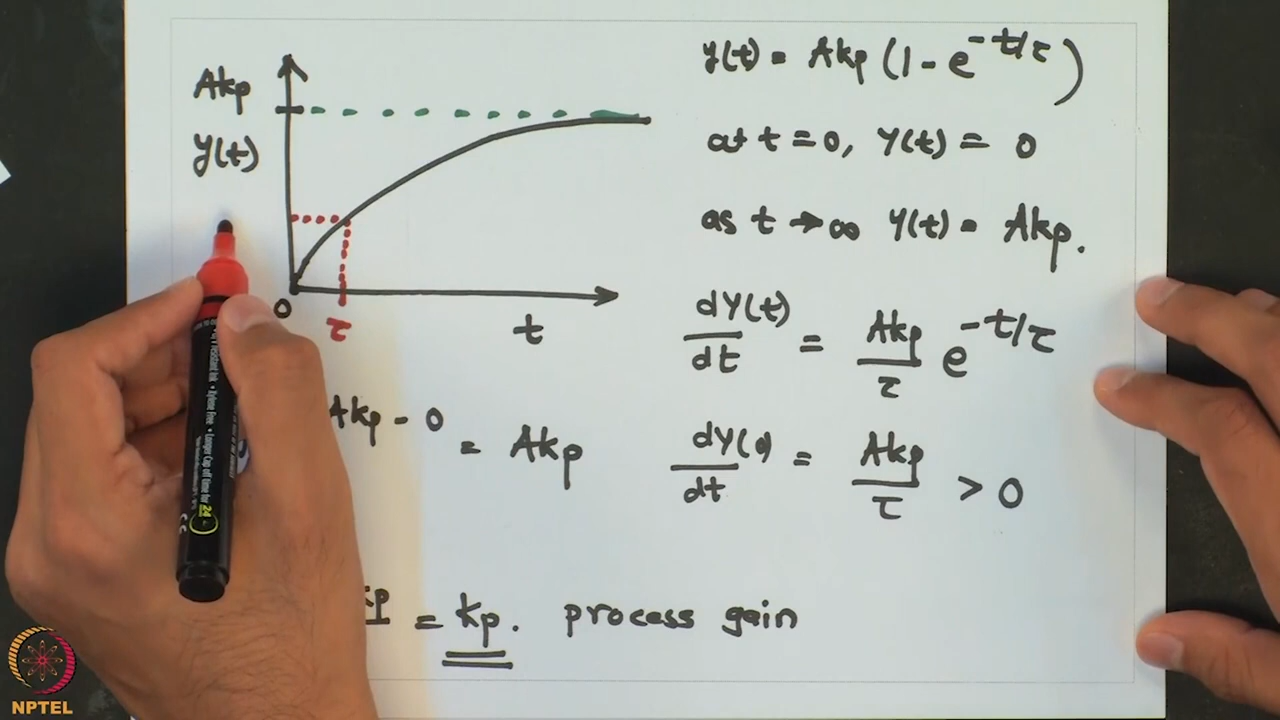 Akp
y(t)
0
τ
t
y(t) = Akp (1 - e^-t/τ)
at t = 0, y(t) = 0
as t → ∞ y(t) = Akp.
dy(t)/dt = Akp/τ e^-t/τ
Akp - 0 = Akp
dy(0)/dt = Akp/τ > 0
= kp. process gain
NPTEL